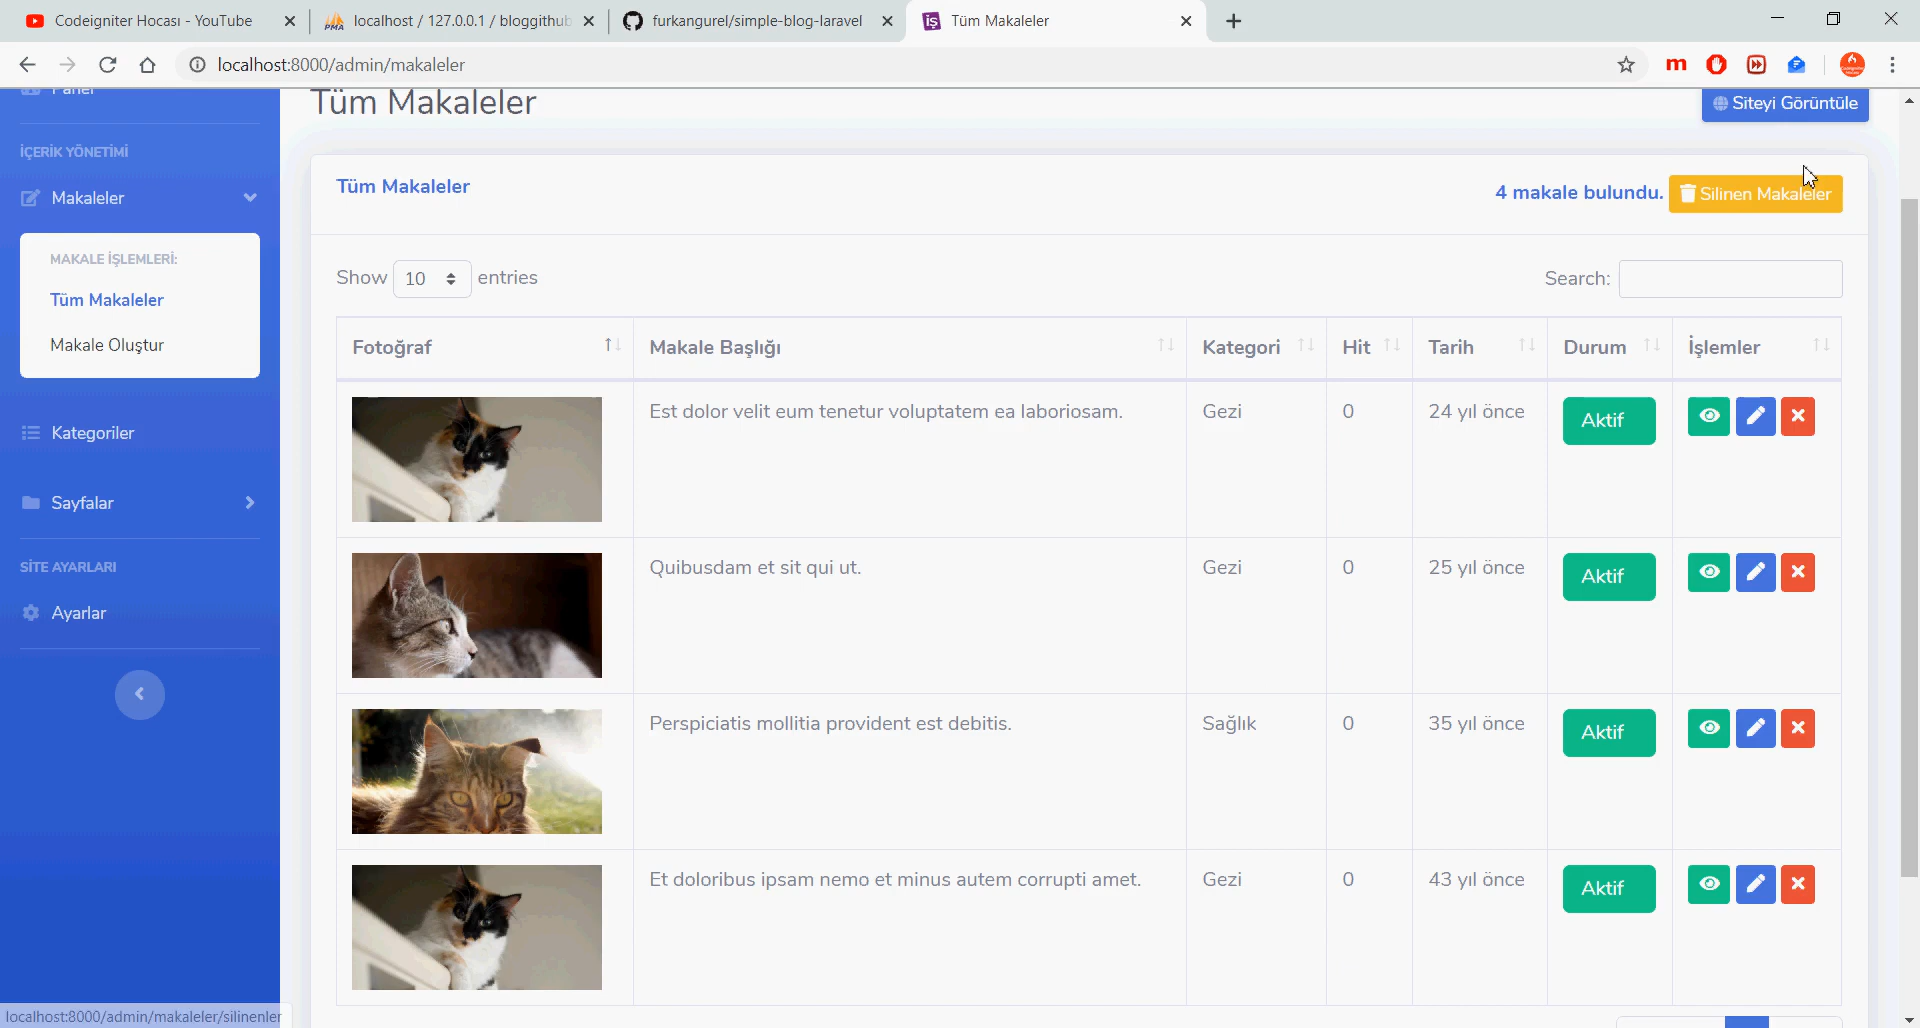 Codeigniter Hocası - YouTube
localhost / 127.0.0.1 / bloggithub
furkangurel/simple-blog-laravel
Tüm Makaleler
localhost:8000/admin/makaleler
Panel
Tüm Makaleler
Siteyi Görüntüle
İÇERİK YÖNETİMİ
Makaleler
MAKALE İŞLEMLERİ:
Tüm Makaleler
Makale Oluştur
Kategoriler
Sayfalar
SİTE AYARLARI
Ayarlar
Tüm Makaleler
4 makale bulundu. Silinen Makaleler
Show 10 entries
Search:
Fotoğraf Makale Başlığı Kategori Hit Tarih Durum İşlemler
Est dolor velit eum tenetur voluptatem ea laboriosam. Gezi 0 24 yıl önce Aktif
Quibusdam et sit qui ut. Gezi 0 25 yıl önce Aktif
Perspiciatis mollitia provident est debitis. Sağlık 0 35 yıl önce Aktif
Et doloribus ipsam nemo et minus autem corrupti amet. Gezi 0 43 yıl önce Aktif
localhost:8000/admin/makaleler/silinenler